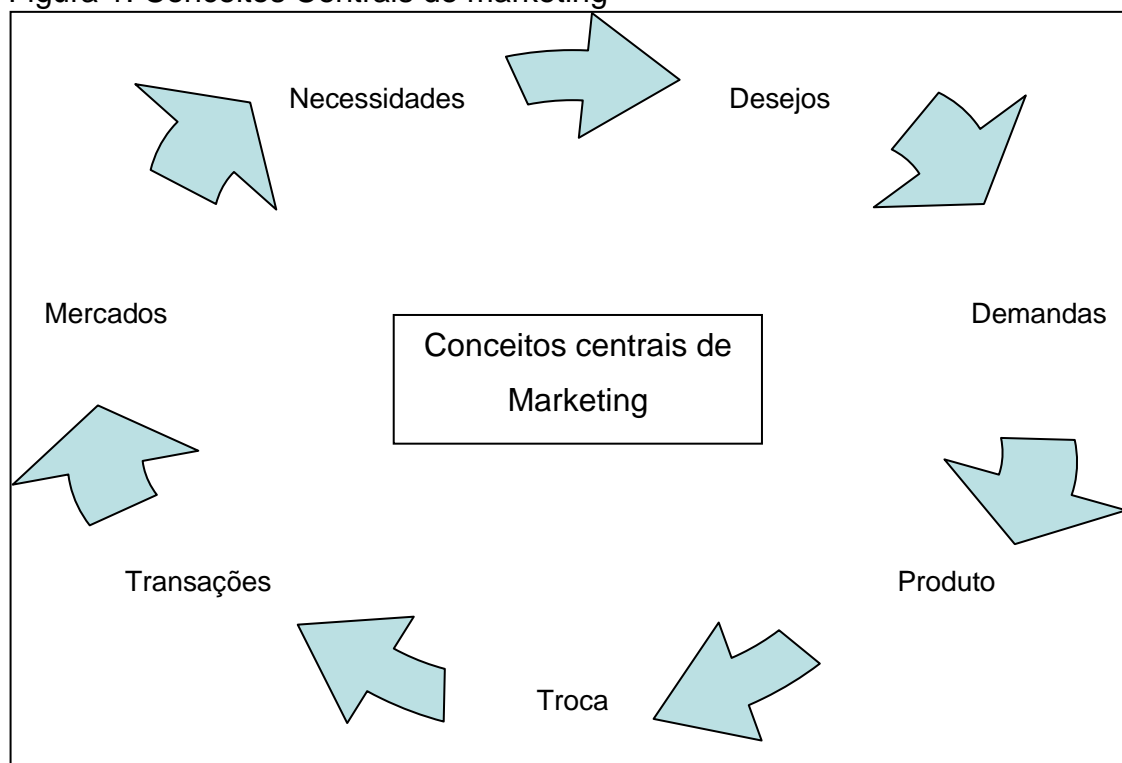 Figura 1: Conceitos Centrais de marketing
Necessidades
Desejos
Mercados
Demandas
Conceitos centrais de
Marketing
Transações
Produto
Troca